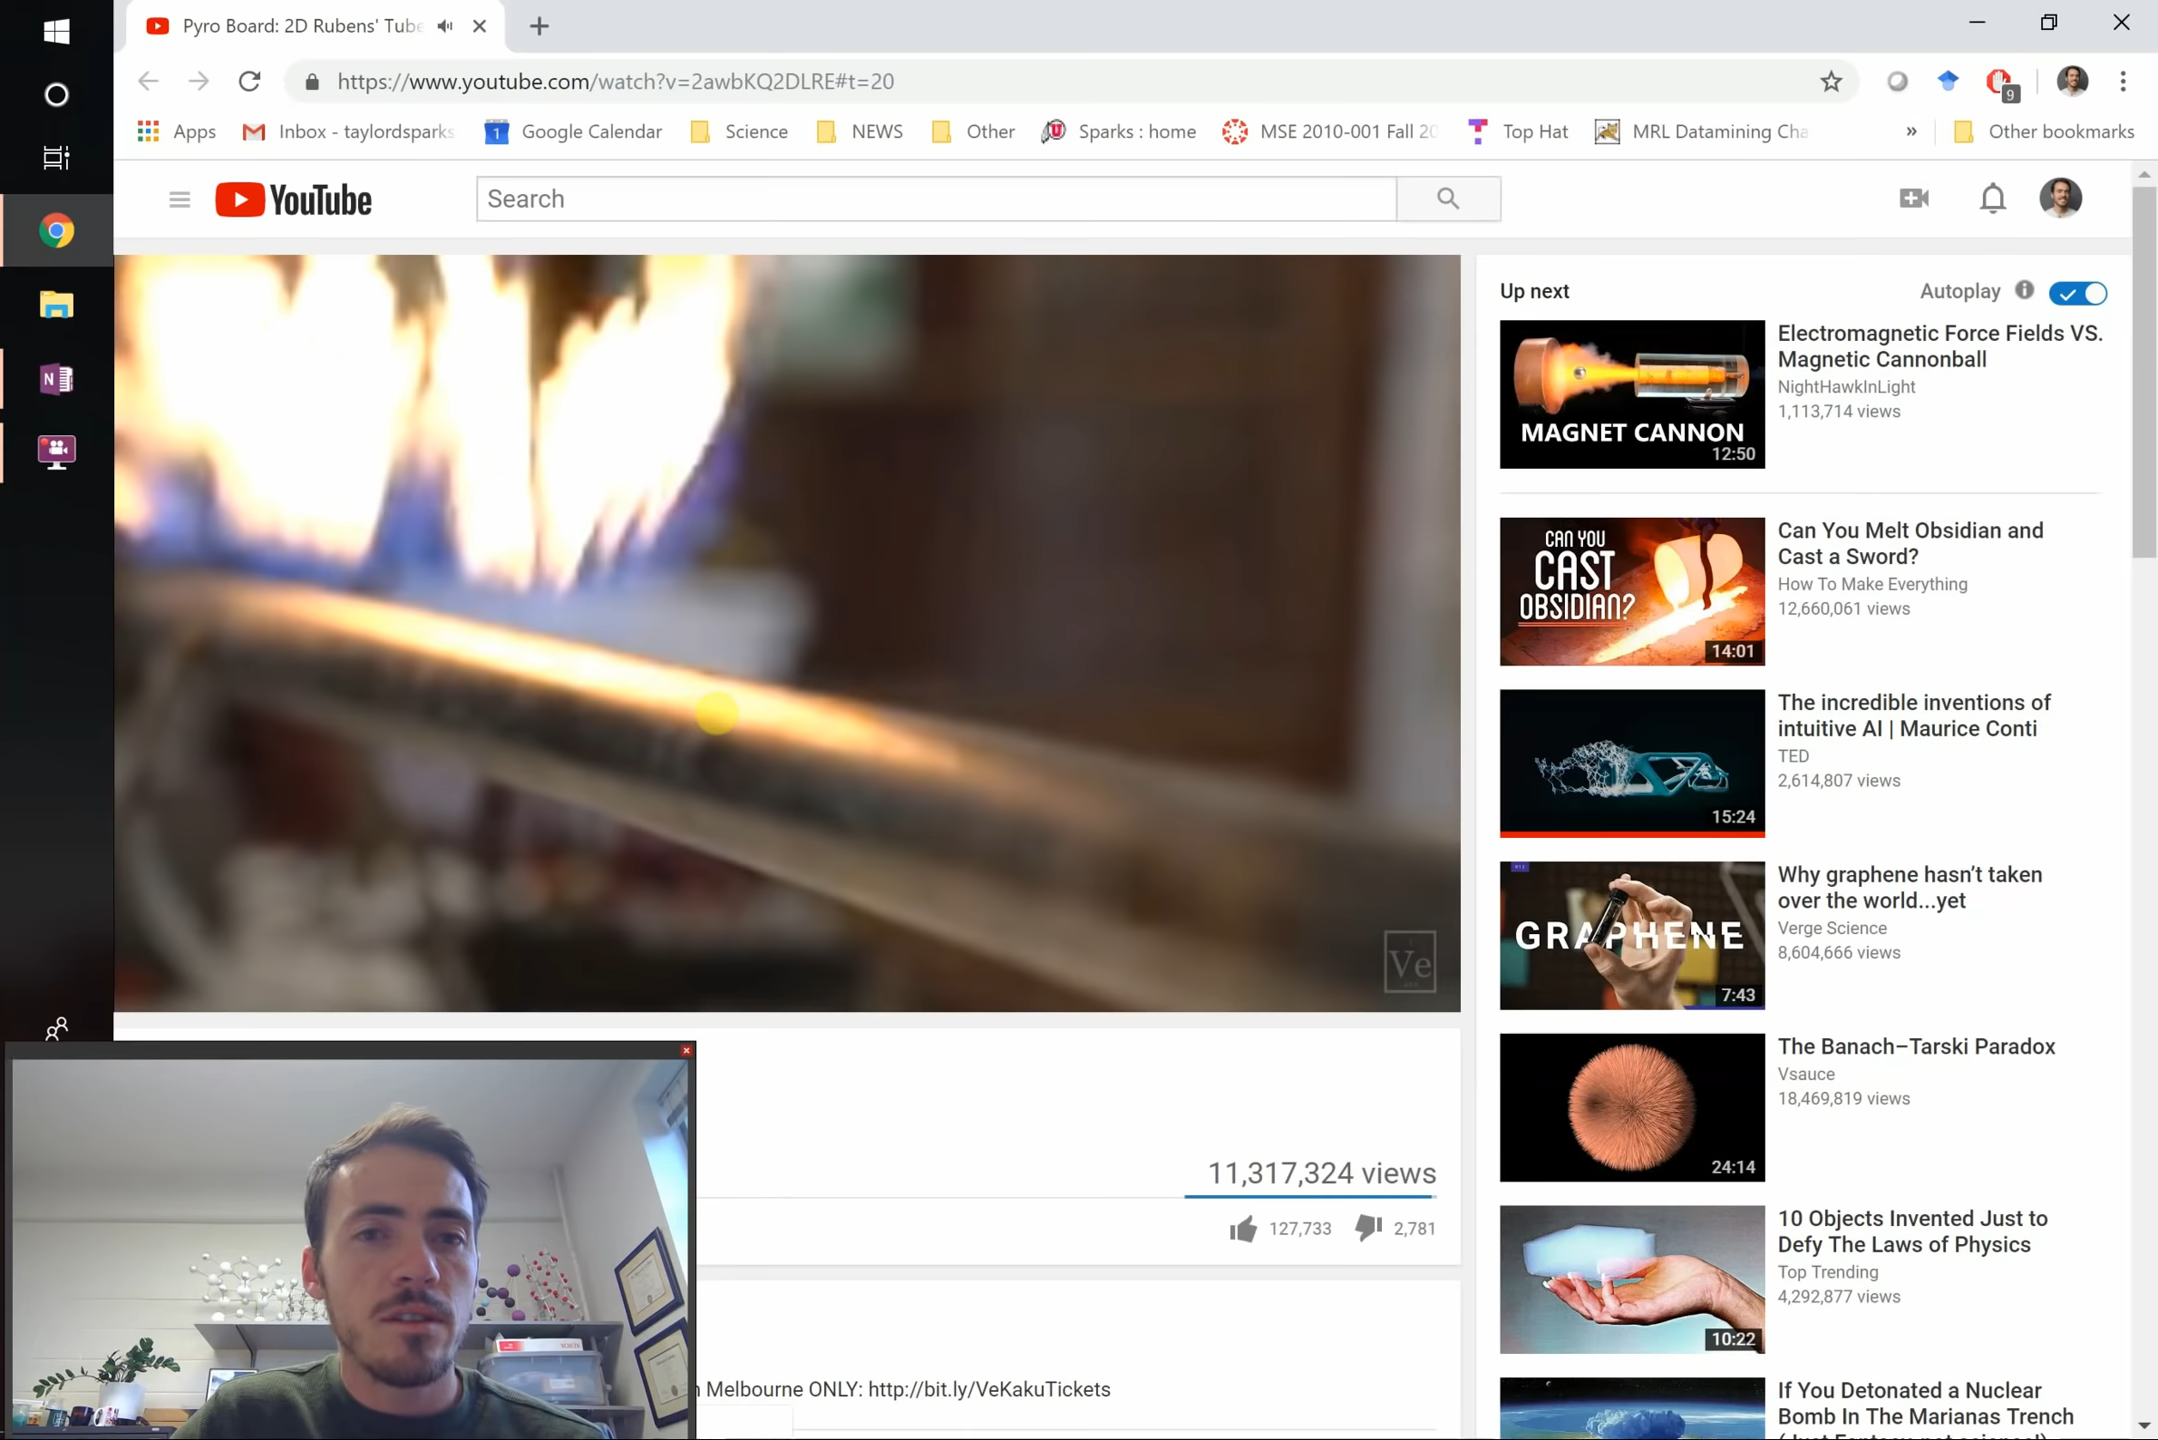 Pyro Board: 2D Rubens' Tube
https://www.youtube.com/watch?v=2awbKQ2DLRE#t=20
9
Apps
Inbox - taylordsparks
1
Google Calendar
Science
NEWS
Other
Sparks : home
MSE 2010-001 Fall 20
Top Hat
MRL Datamining Cha
»
Other bookmarks
YouTube
Search
Ve
Up next
Autoplay
MAGNET CANNON
12:50
Electromagnetic Force Fields VS.
Magnetic Cannonball
NightHawkInLight
1,113,714 views
CAN YOU
CAST
OBSIDIAN?
14:01
Can You Melt Obsidian and
Cast a Sword?
How To Make Everything
12,660,061 views
15:24
The incredible inventions of
intuitive AI | Maurice Conti
TED
2,614,807 views
GRAPHENE
7:43
Why graphene hasn't taken
over the world...yet
Verge Science
8,604,666 views
24:14
The Banach–Tarski Paradox
Vsauce
18,469,819 views
10:22
10 Objects Invented Just to
Defy The Laws of Physics
Top Trending
4,292,877 views
If You Detonated a Nuclear
Bomb In The Marianas Trench
11,317,324 views
127,733
2,781
Melbourne ONLY: http://bit.ly/VeKakuTickets